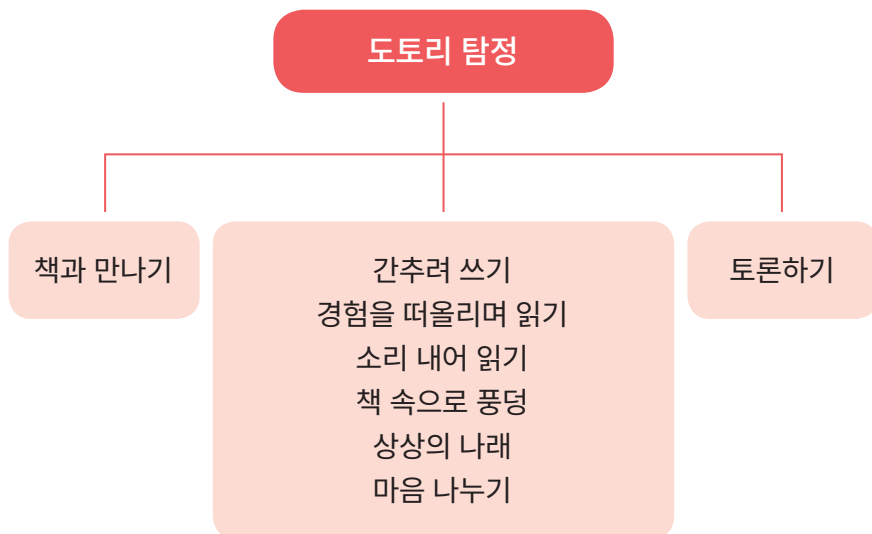 도토리 탐정
책과 만나기
간추려 쓰기
경험을 떠올리며 읽기
소리 내어 읽기
책 속으로 풍덩
상상의 나래
마음 나누기
토론하기